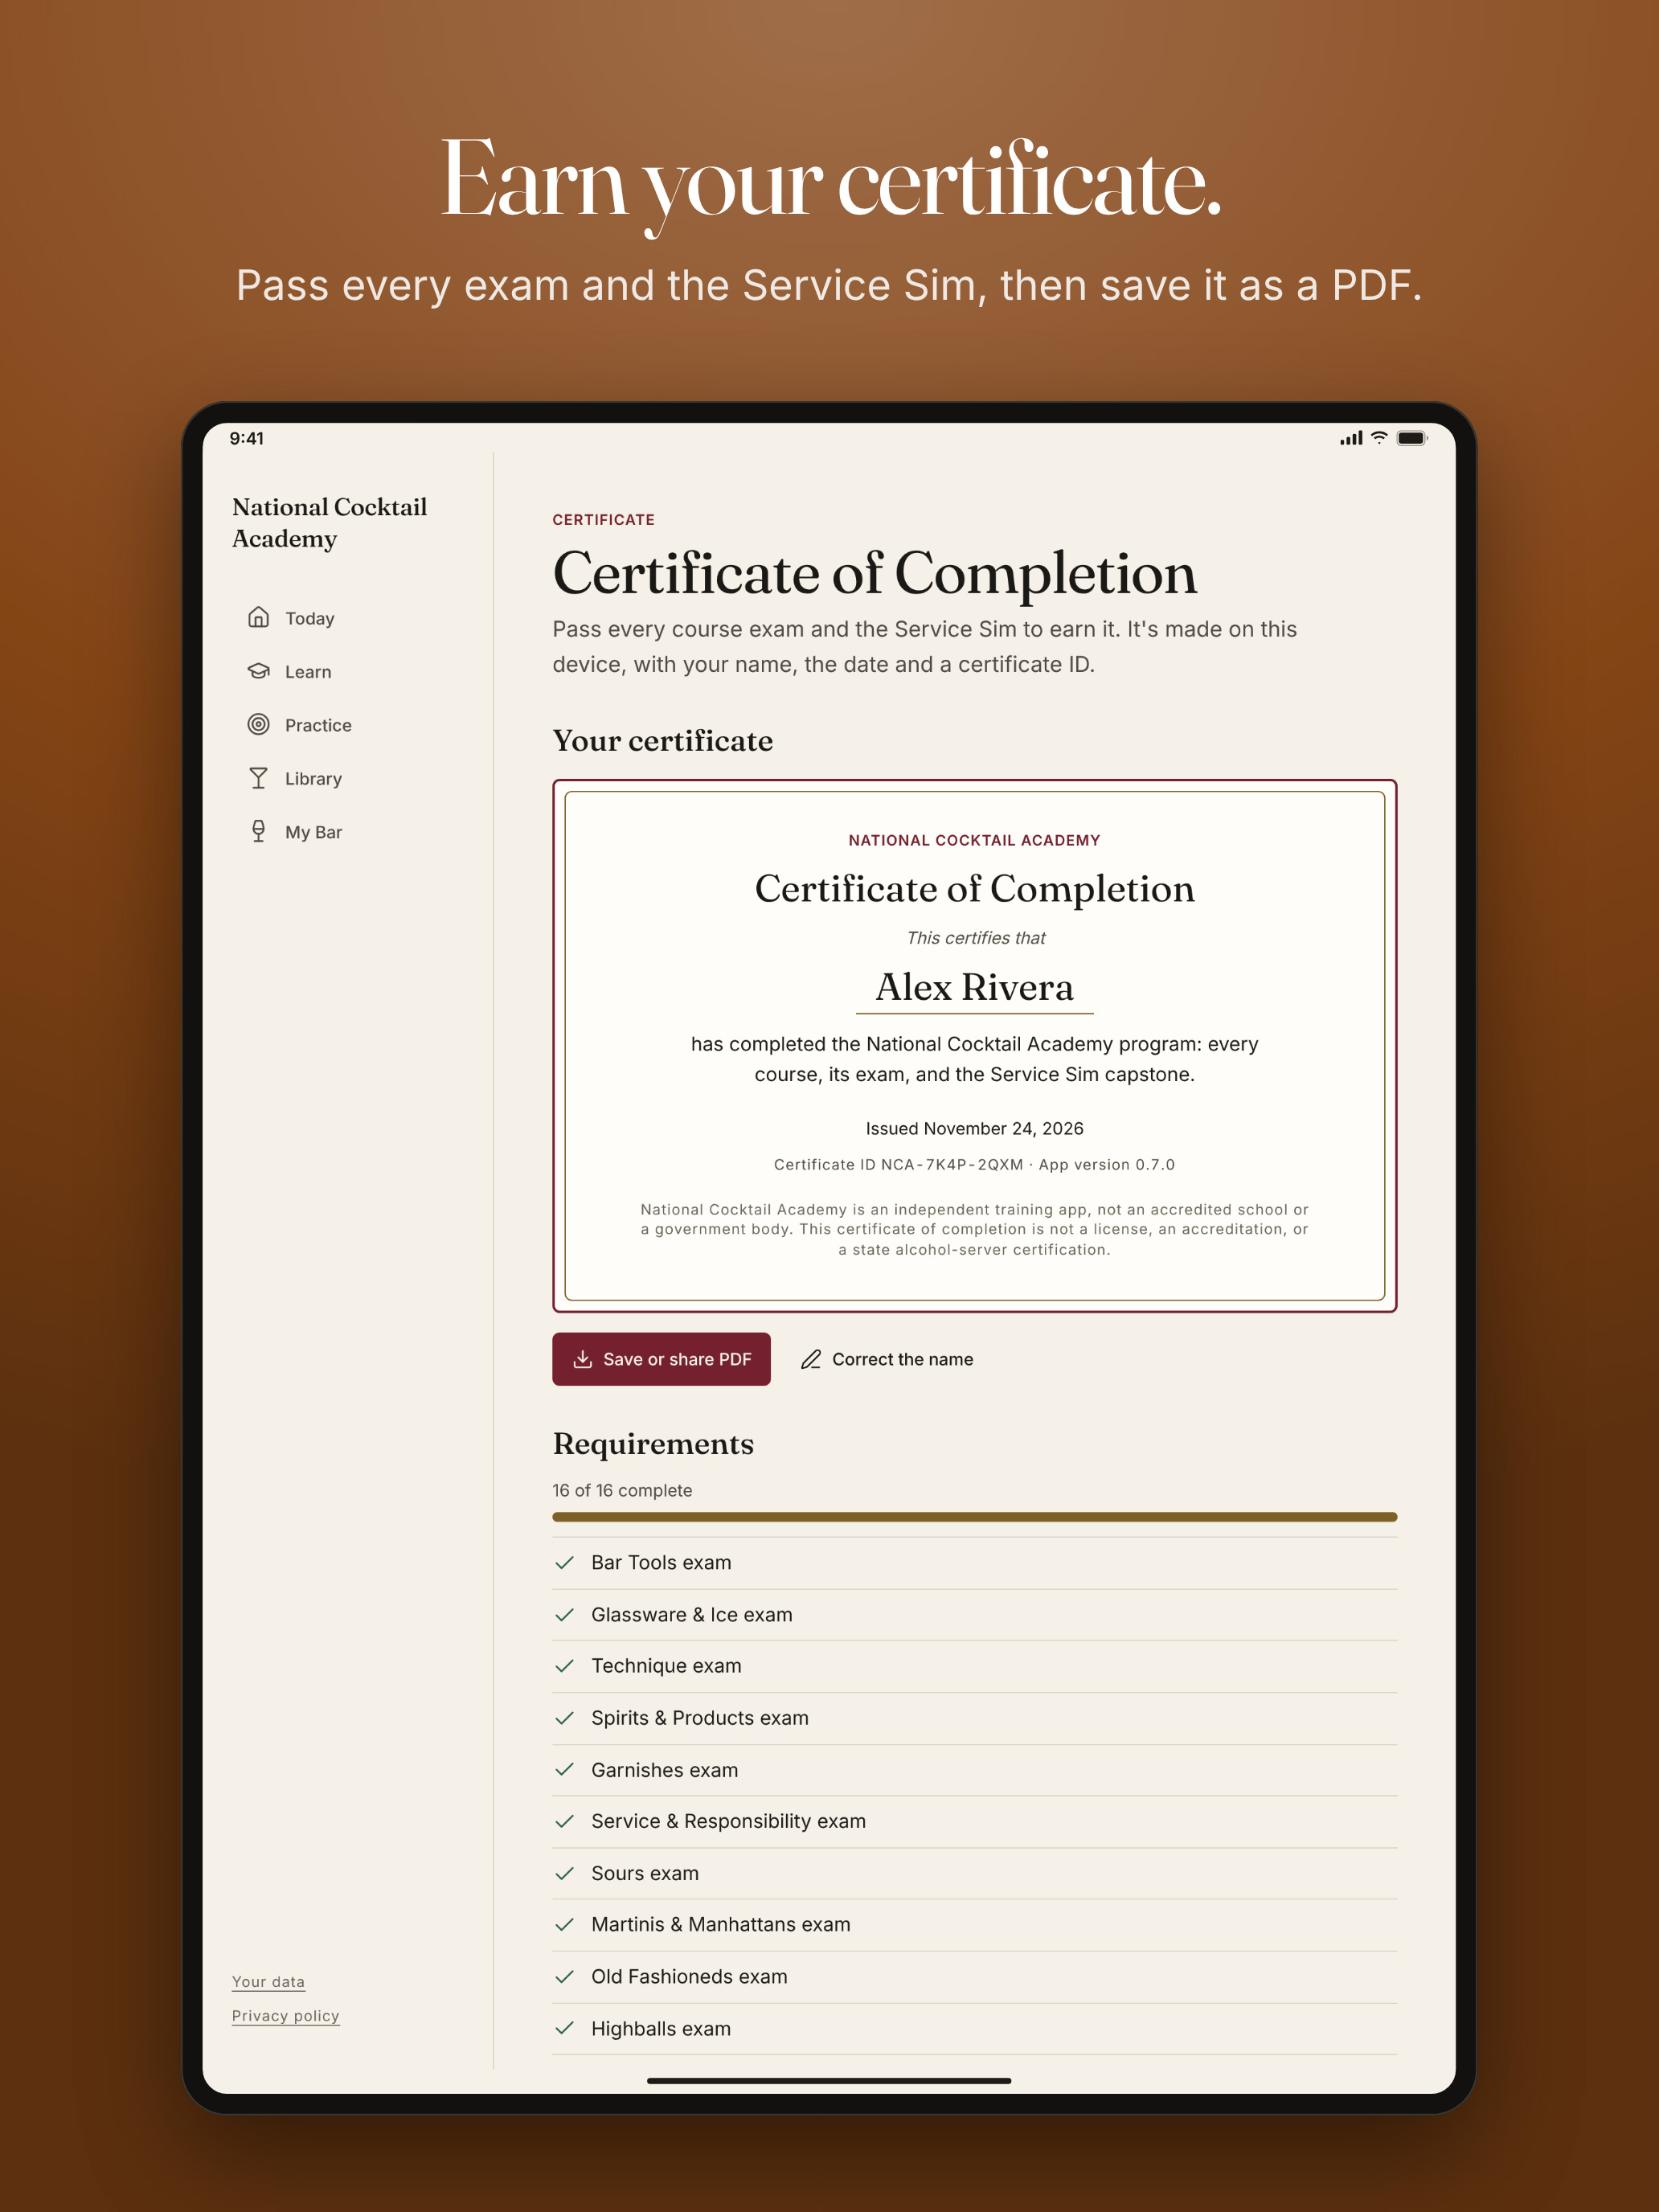 Earn your certificate.
Pass every exam and the Service Sim, then save it as a PDF.
9:41
National Cocktail
Academy
Today
Learn
Practice
Library
My Bar
Your data
Privacy policy
CERTIFICATE
Certificate of Completion
Pass every course exam and the Service Sim to earn it. It's made on this
device, with your name, the date and a certificate ID.
Your certificate
NATIONAL COCKTAIL ACADEMY
Certificate of Completion
This certifies that
Alex Rivera
has completed the National Cocktail Academy program: every
course, its exam, and the Service Sim capstone.
Issued November 24, 2026
Certificate ID NCA-7K4P-2QXM · App version 0.7.0
National Cocktail Academy is an independent training app, not an accredited school or
a government body. This certificate of completion is not a license, an accreditation, or
a state alcohol-server certification.
Save or share PDF
Correct the name
Requirements
16 of 16 complete
Bar Tools exam
Glassware & Ice exam
Technique exam
Spirits & Products exam
Garnishes exam
Service & Responsibility exam
Sours exam
Martinis & Manhattans exam
Old Fashioneds exam
Highballs exam